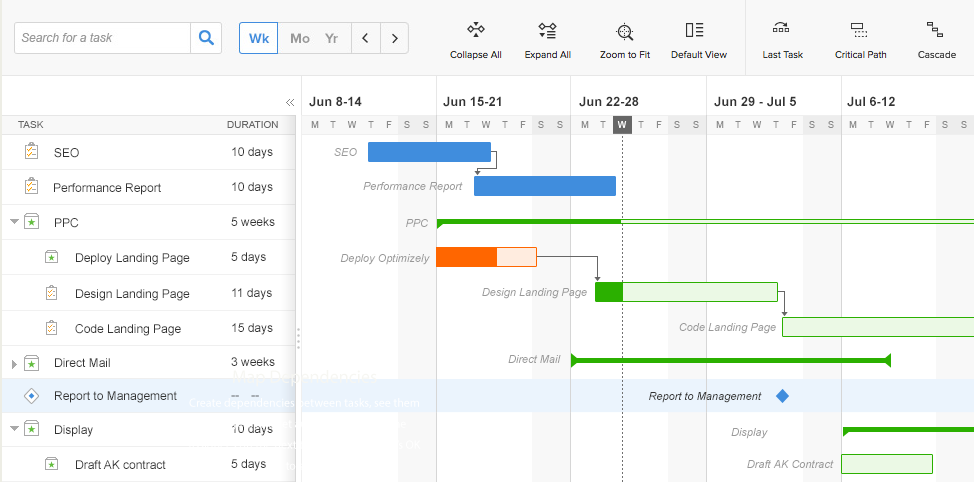 Search for a task
Wk Mo Yr
Collapse All Expand All Zoom to Fit Default View Last Task Critical Path Cascade
Jun 8-14 Jun 15-21 Jun 22-28 Jun 29 - Jul 5 Jul 6-12
TASK DURATION M T W T F S S M T W T F S S M T W T F S S M T W T F S S M T W T F S S
SEO 10 days SEO
Performance Report 10 days Performance Report
PPC 5 weeks PPC
Deploy Landing Page 5 days Deploy Optimizely
Design Landing Page 11 days Design Landing Page
Code Landing Page 15 days Code Landing Page
Direct Mail 3 weeks Direct Mail
Map Dependencies
Report to Management -- -- Report to Management
Create dependencies between tasks, see them
Display 10 days Display
Draft AK contract 5 days Draft AK Contract